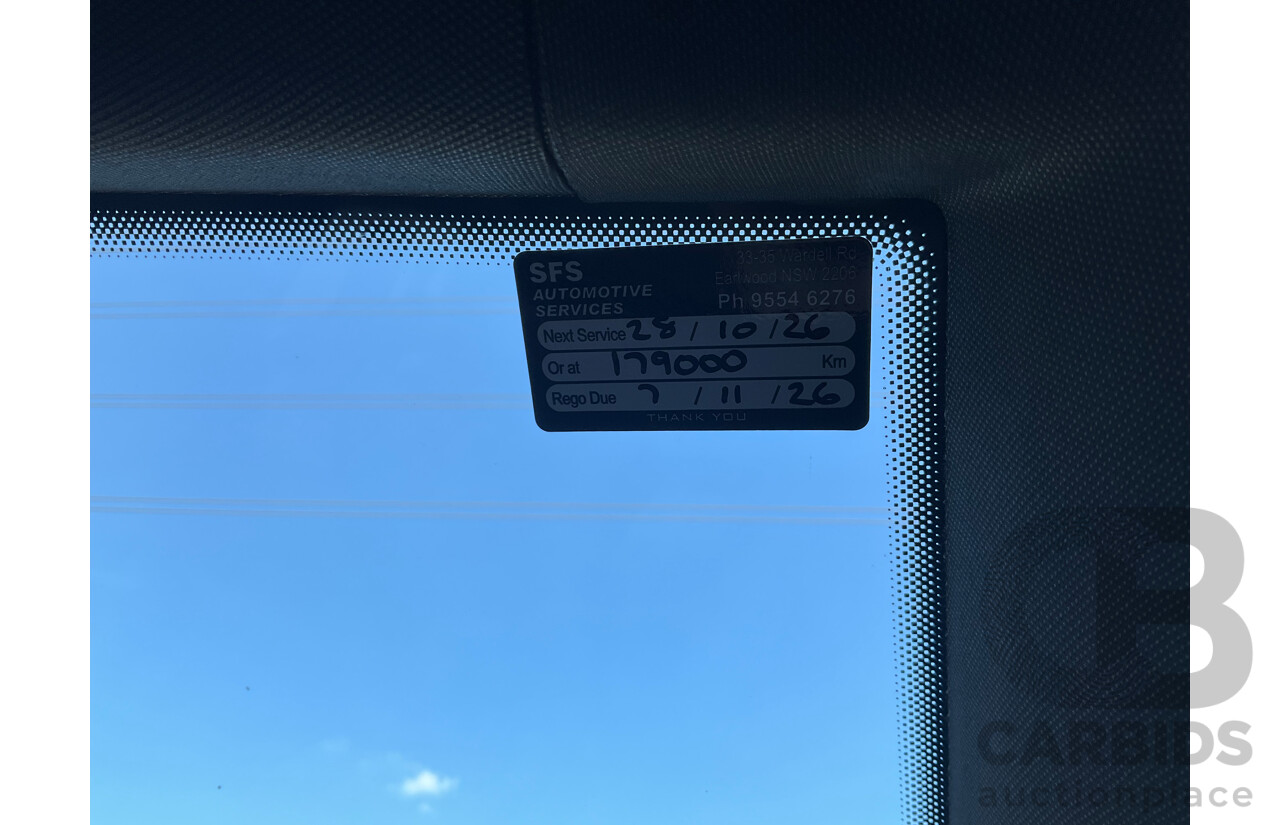 SFS
AUTOMOTIVE
SERVICES
33-35 Wardell Rd
Earlwood NSW 2206
Ph 9554 6276
Next Service 28 / 10 / 26
Or at 179000 Km
Rego Due 7 / 11 / 26
THANK YOU
CB
CARBIDS
auctionplace